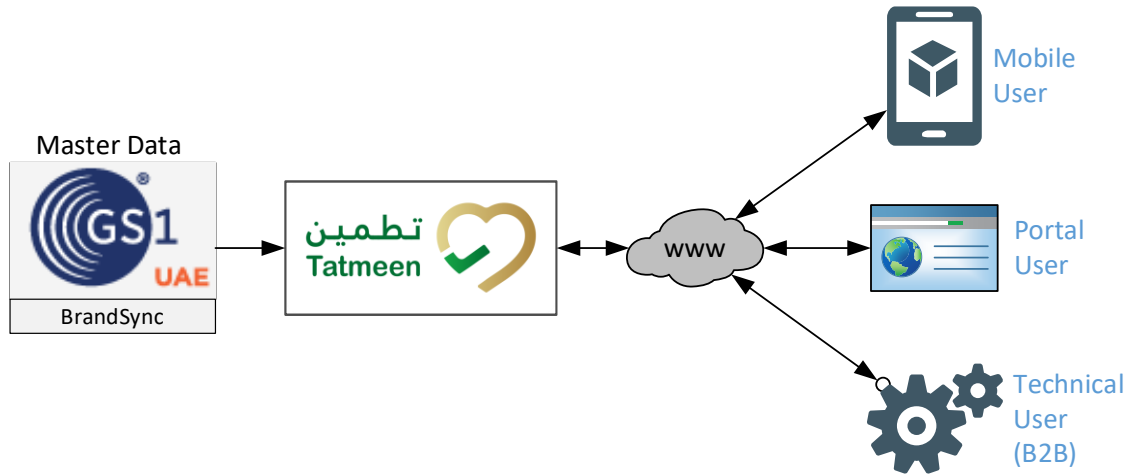 Master Data
GS1
®
UAE
BrandSync
تطمين
Tatmeen
www
Mobile
User
Portal
User
Technical
User
(B2B)